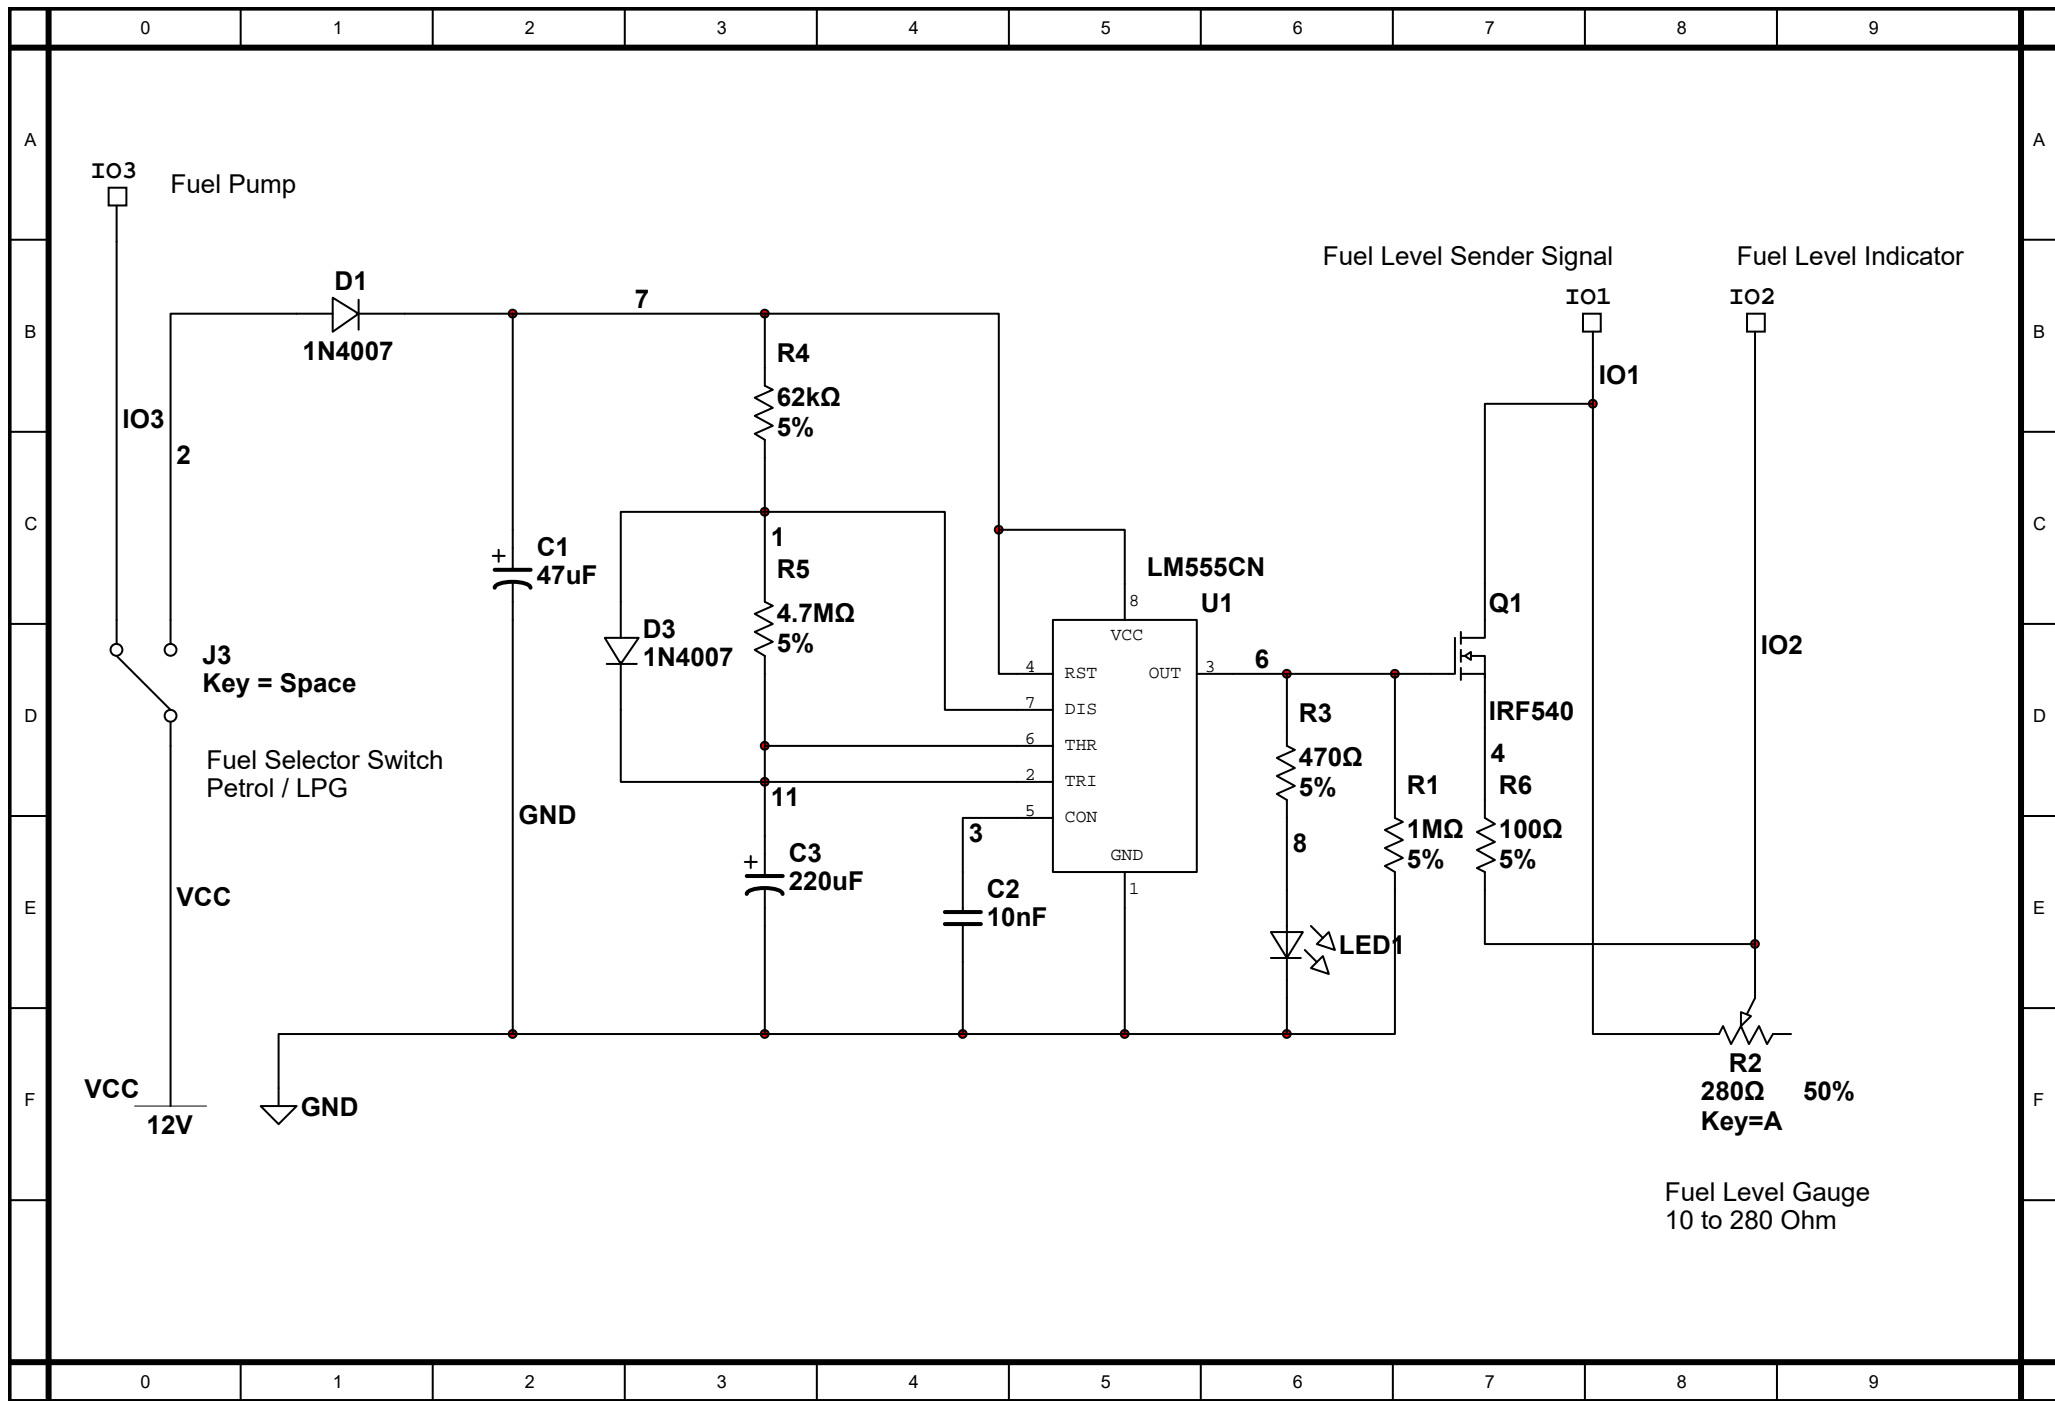 0 1 2 3 4 5 6 7 8 9
A A
IO3
Fuel Pump
Fuel Level Sender Signal
Fuel Level Indicator
D1
7
IO1
IO2
B B
1N4007
R4
62kΩ
5%
IO1
IO3
2
C C
1
R5
4.7MΩ
5%
C1
47uF
+
LM555CN
U1
8
VCC
Q1
D3
1N4007
J3
Key = Space
4 RST OUT 3
6
IO2
7 DIS
D D
R3
470Ω
5%
IRF540
4
6 THR
Fuel Selector Switch
Petrol / LPG
2 TRI
11
R1
1MΩ
5%
R6
100Ω
5%
GND
5 CON
3
8
GND
1
C3
220uF
+
C2
10nF
VCC
E E
LED1
R2
280Ω 50%
Key=A
VCC
12V
GND
F F
Fuel Level Gauge
10 to 280 Ohm
0 1 2 3 4 5 6 7 8 9